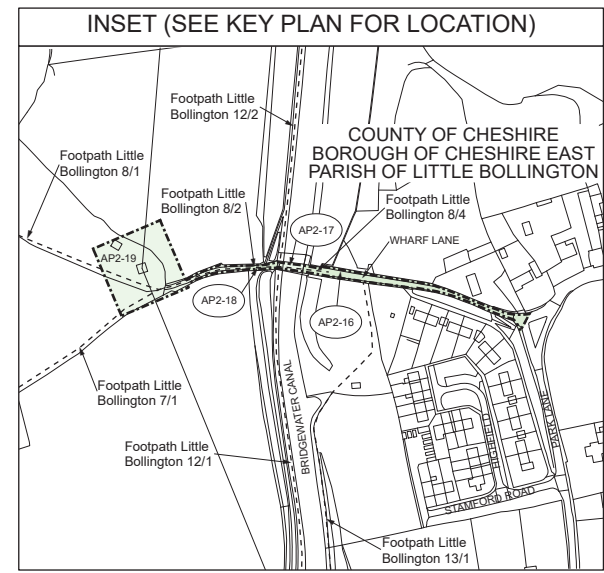 INSET (SEE KEY PLAN FOR LOCATION)
Footpath Little
Bollington 12/2
COUNTY OF CHESHIRE
BOROUGH OF CHESHIRE EAST
PARISH OF LITTLE BOLLINGTON
Footpath Little
Bollington 8/1
Footpath Little
Bollington 8/2
Footpath Little
Bollington 8/4
AP2-17
WHARF LANE
AP2-19
AP2-18
AP2-16
Footpath Little
Bollington 7/1
BRIDGEWATER CANAL
HIGHFIELD
PARK LANE
Footpath Little
Bollington 12/1
STAMFORD ROAD
Footpath Little
Bollington 13/1